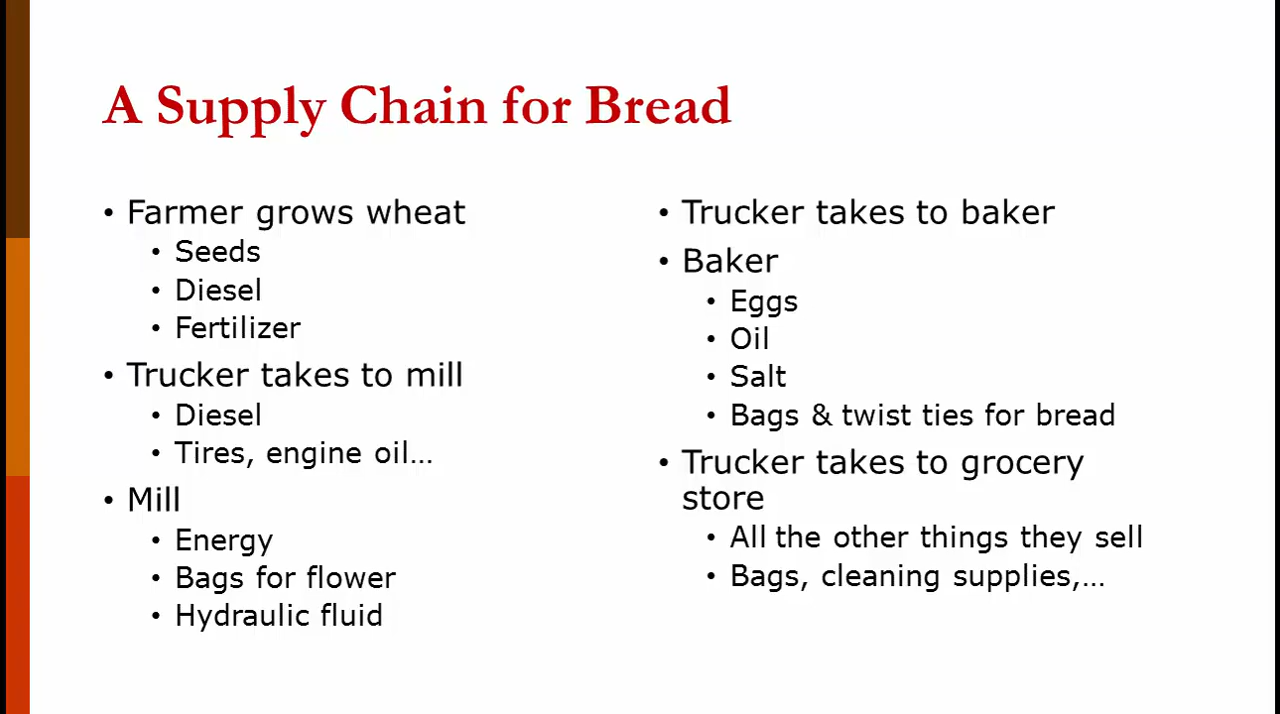 A Supply Chain for Bread
• Farmer grows wheat
• Seeds
• Diesel
• Fertilizer
• Trucker takes to mill
• Diesel
• Tires, engine oil…
• Mill
• Energy
• Bags for flower
• Hydraulic fluid
• Trucker takes to baker
• Baker
• Eggs
• Oil
• Salt
• Bags & twist ties for bread
• Trucker takes to grocery
store
• All the other things they sell
• Bags, cleaning supplies,…